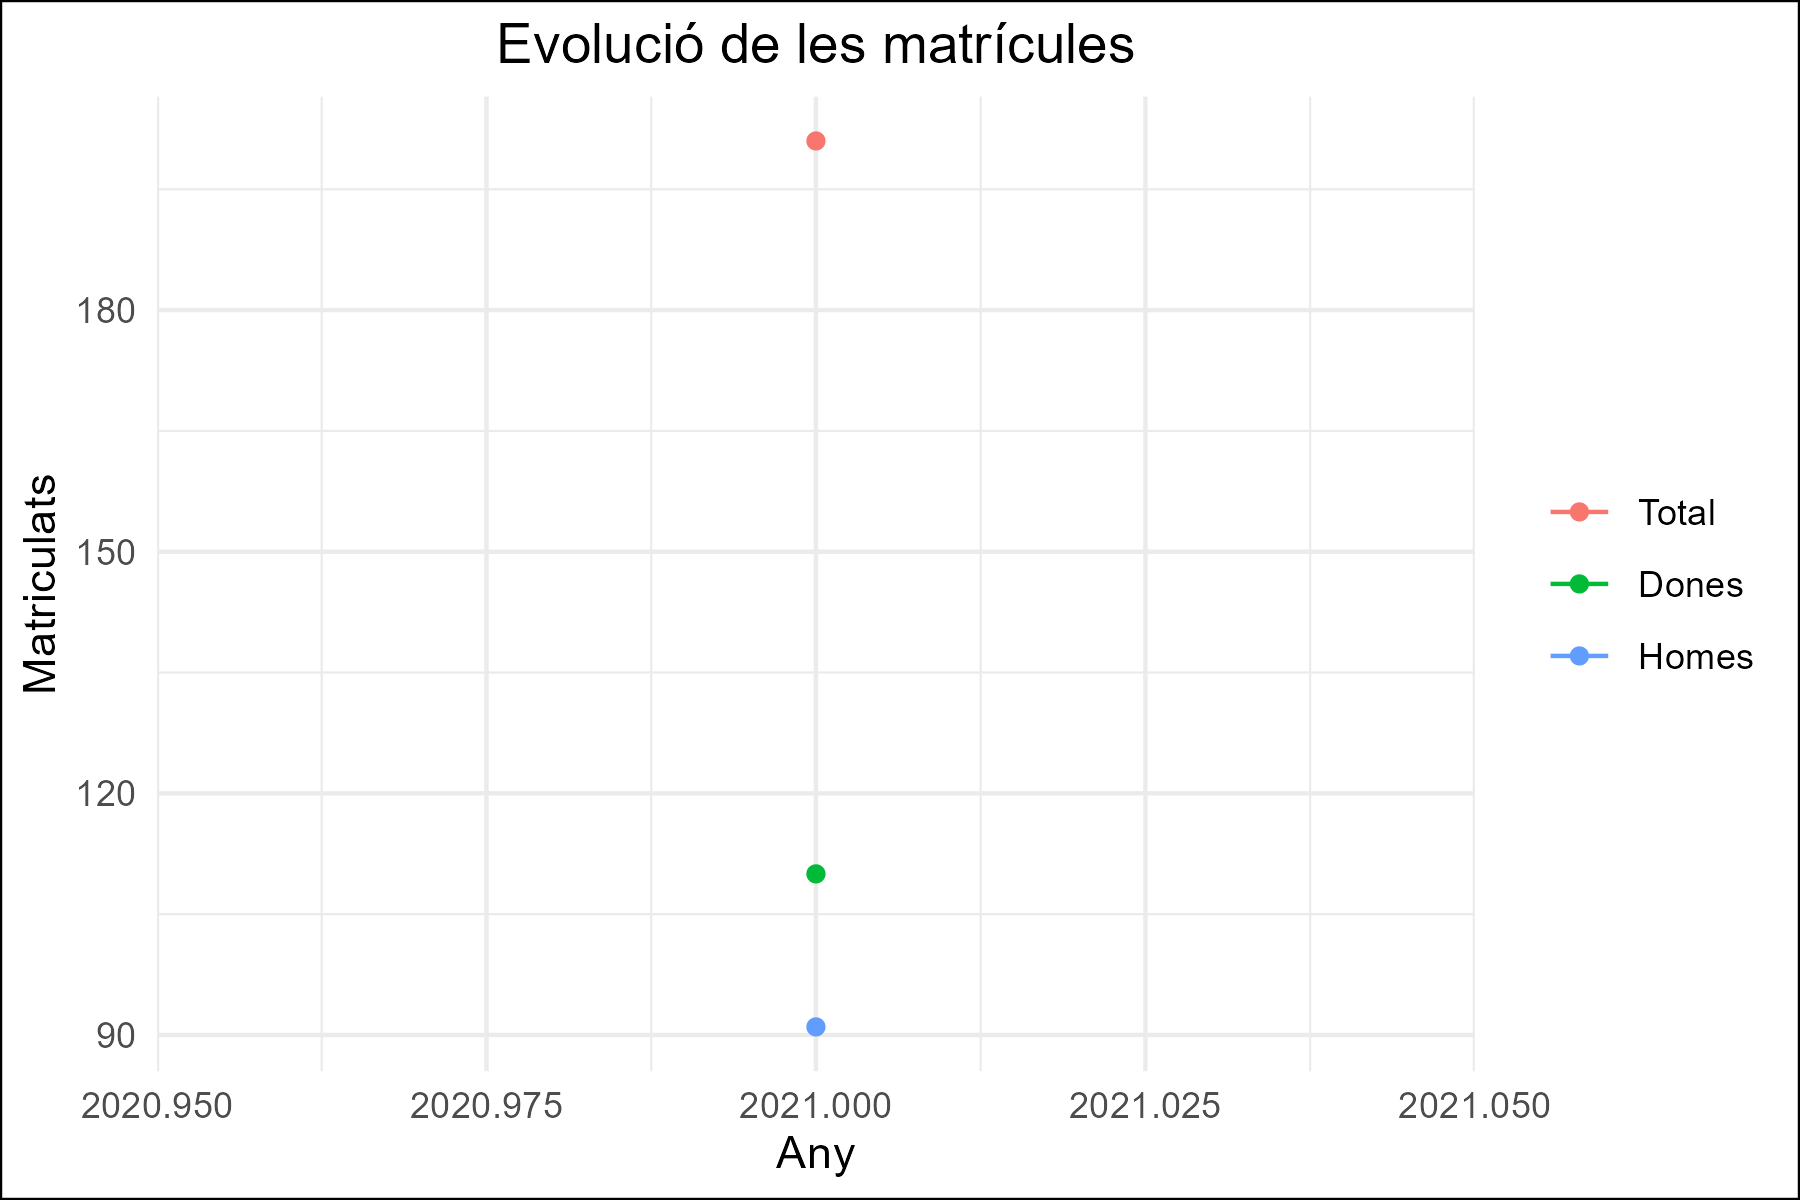 Evolució de les matrícules
Matriculats
180
150
120
90
2020.950
2020.975
2021.000
2021.025
2021.050
Any
Total
Dones
Homes